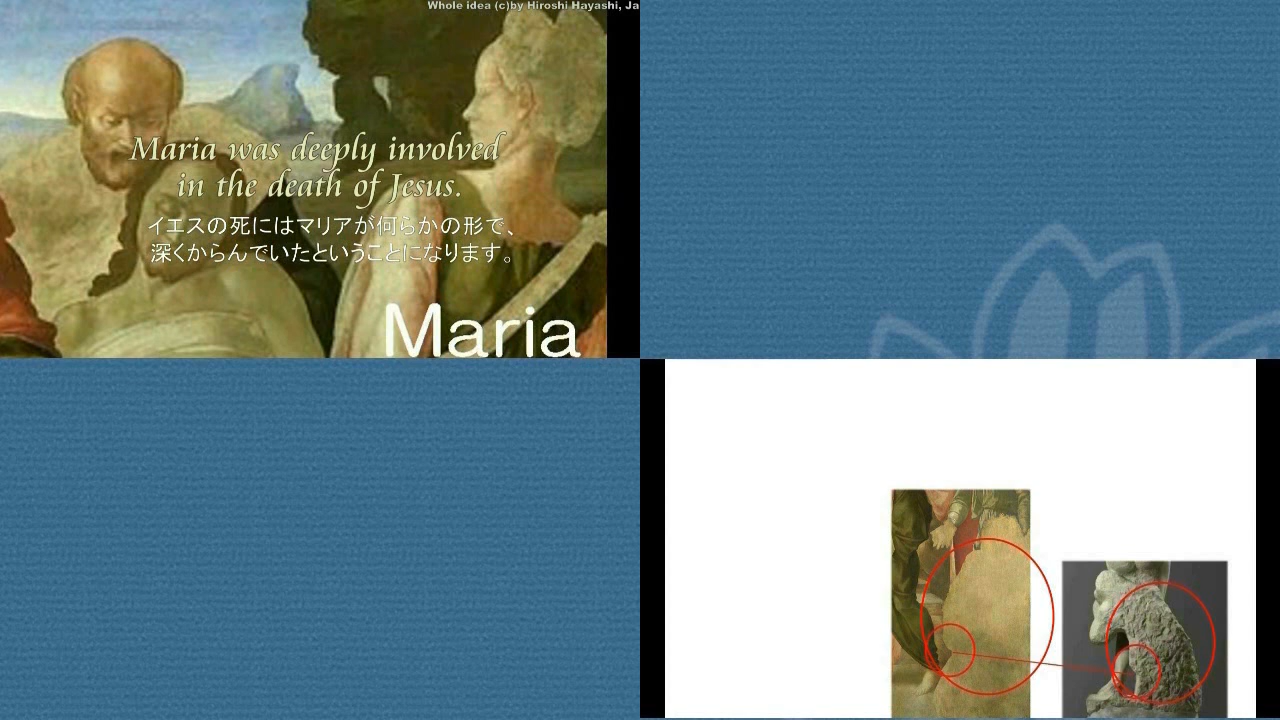 Whole idea (c)by Hiroshi Hayashi, Ja
Maria was deeply involved
in the death of Jesus.
イエスの死にはマリアが何らかの形で、
深くからんでいたということになります。
Maria